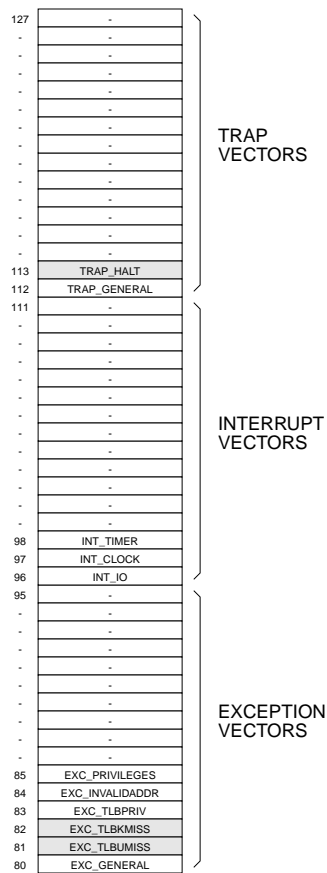 127 -
- -
- -
- -
- -
- -
- -
- -
- -
- -
- -
- -
- -
- -
113 TRAP_HALT
112 TRAP_GENERAL
TRAP
VECTORS
111 -
- -
- -
- -
- -
- -
- -
- -
- -
- -
- -
- -
- -
98 INT_TIMER
97 INT_CLOCK
96 INT_IO
INTERRUPT
VECTORS
95 -
- -
- -
- -
- -
- -
- -
- -
- -
- -
85 EXC_PRIVILEGES
84 EXC_INVALIDADDR
83 EXC_TLBPRIV
82 EXC_TLBKMISS
81 EXC_TLBUMISS
80 EXC_GENERAL
EXCEPTION
VECTORS